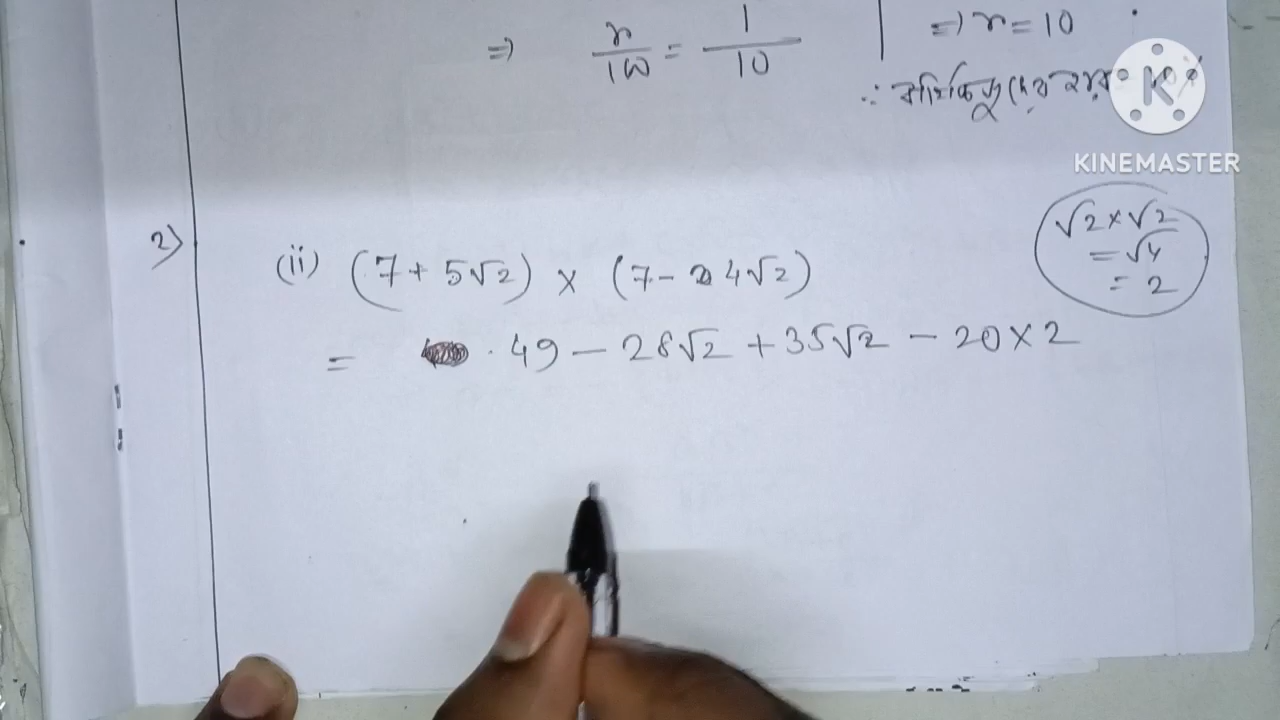 => r/100 = 1/10
=> r = 10
∴ বার্ষিক সুদের হার
KINEMASTER
√2 × √2
= √4
= 2
2)
(ii) (7 + 5√2) × (7 - 4√2)
= 49 - 28√2 + 35√2 - 20 × 2